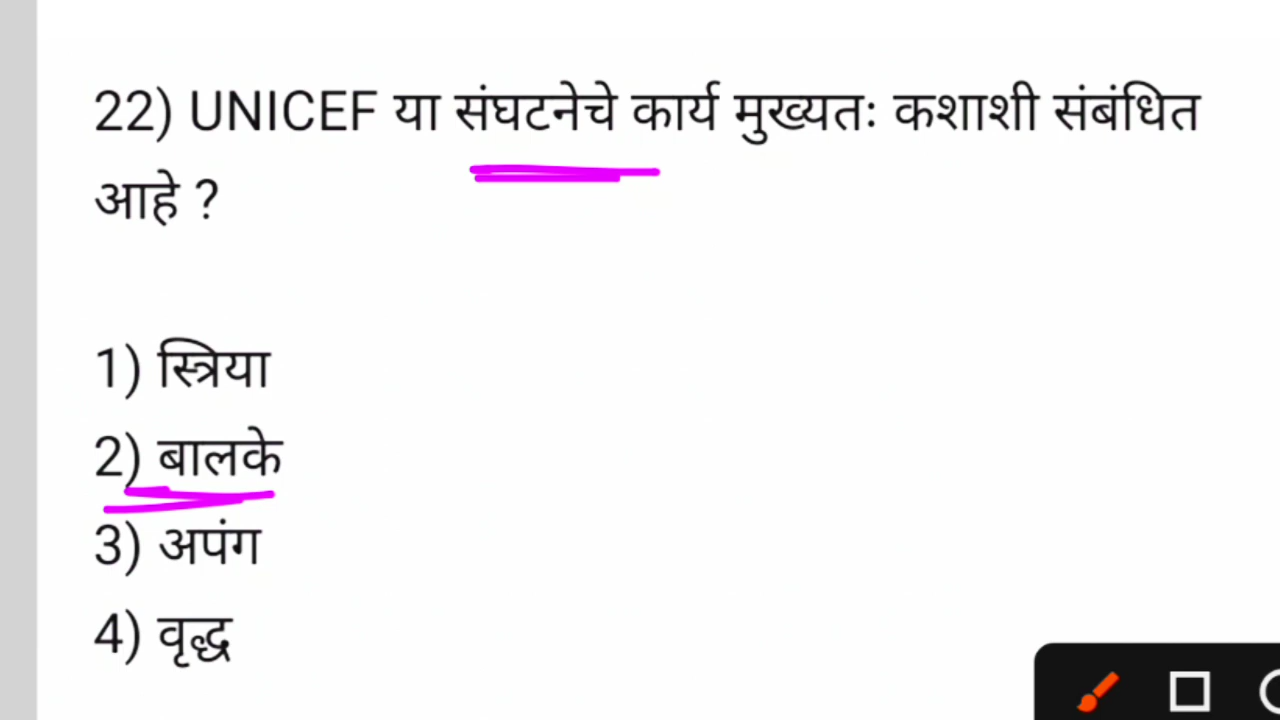 22) UNICEF या संघटनेचे कार्य मुख्यतः कशाशी संबंधित
आहे ?
1) स्त्रिया
2) बालके
3) अपंग
4) वृद्ध